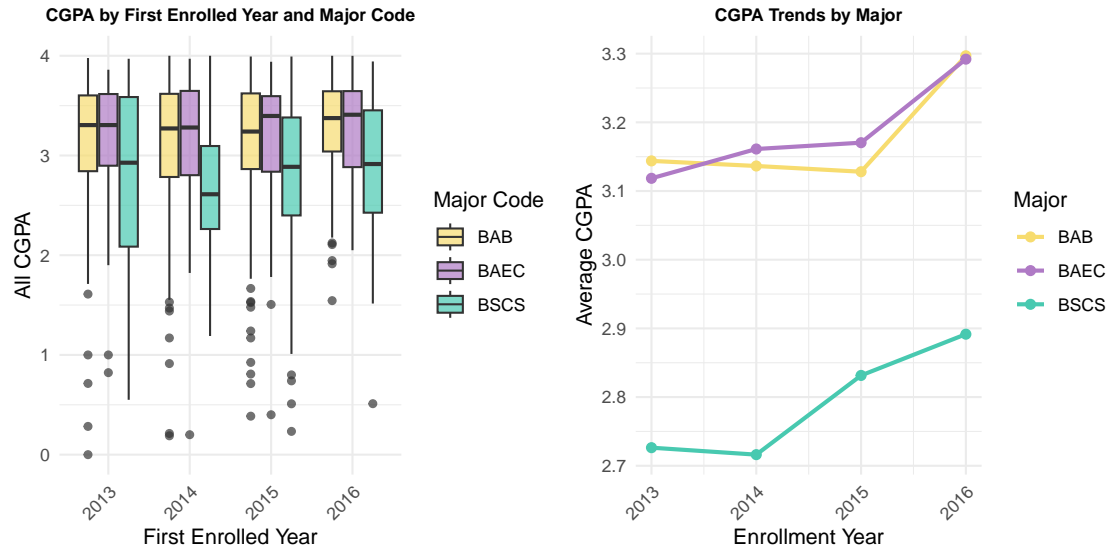 CGPA by First Enrolled Year and Major Code
4
3
2
1
0
All CGPA
2013
2014
2015
2016
First Enrolled Year
Major Code
BAB
BAEC
BSCS
CGPA Trends by Major
3.3
3.2
3.1
3.0
2.9
2.8
2.7
Average CGPA
2013
2014
2015
2016
Enrollment Year
Major
BAB
BAEC
BSCS